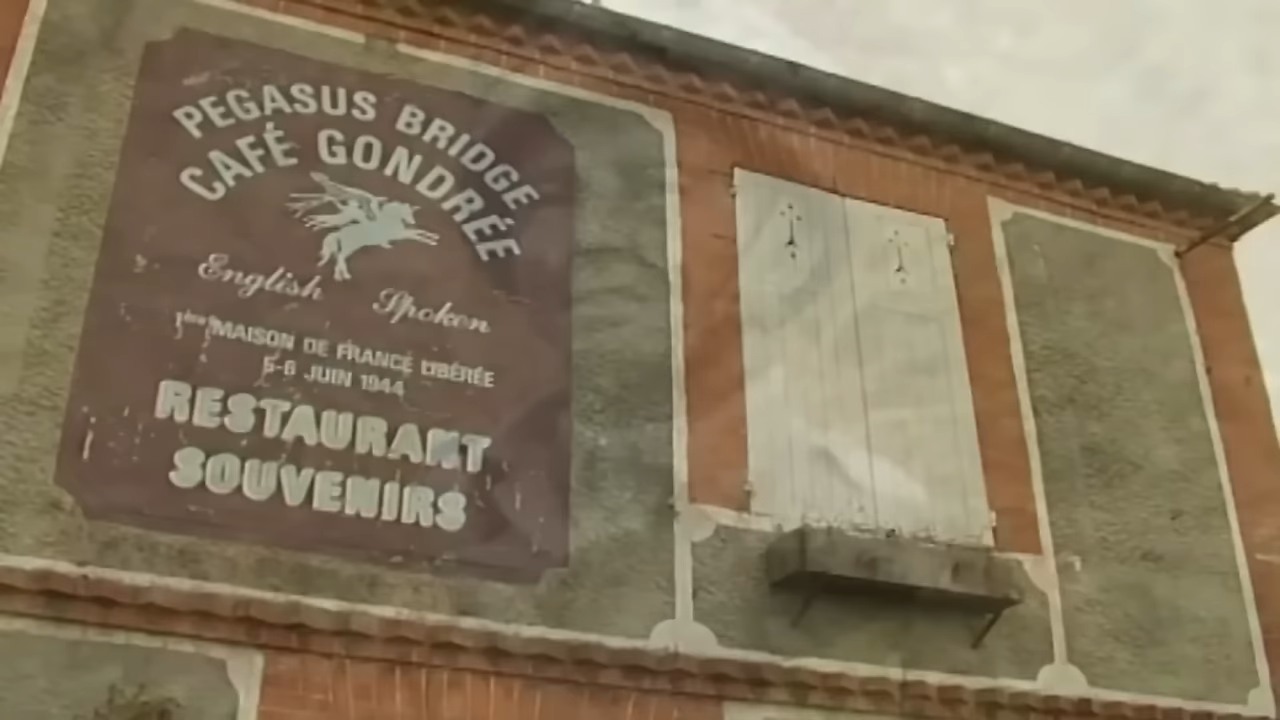 PEGASUS BRIDGE
CAFÉ GONDRÉE
English Spoken
1ère MAISON DE FRANCE LIBÉRÉE
5-6 JUIN 1944
RESTAURANT
SOUVENIRS